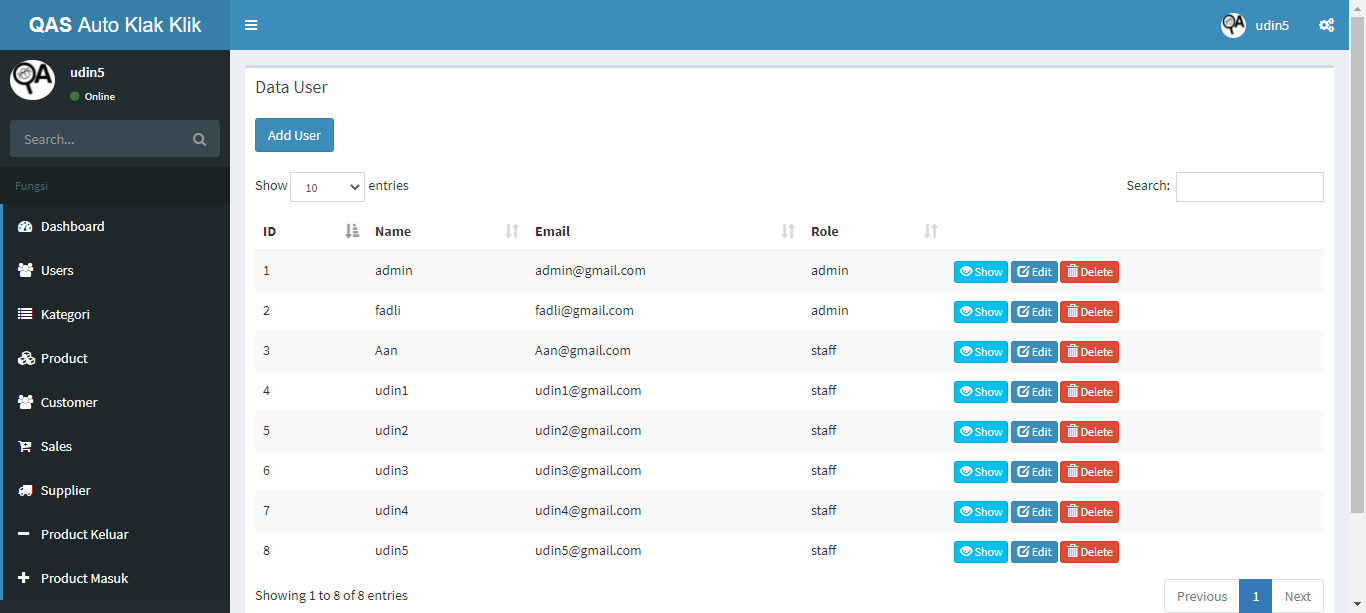 QAS Auto Klak Klik
udin5
udin5
Online
Search...
Fungsi
Dashboard
Users
Kategori
Product
Customer
Sales
Supplier
Product Keluar
Product Masuk
Data User
Add User
Show 10 entries
Search:
ID Name Email Role
1 admin admin@gmail.com admin Show Edit Delete
2 fadli fadli@gmail.com admin Show Edit Delete
3 Aan Aan@gmail.com staff Show Edit Delete
4 udin1 udin1@gmail.com staff Show Edit Delete
5 udin2 udin2@gmail.com staff Show Edit Delete
6 udin3 udin3@gmail.com staff Show Edit Delete
7 udin4 udin4@gmail.com staff Show Edit Delete
8 udin5 udin5@gmail.com staff Show Edit Delete
Showing 1 to 8 of 8 entries
Previous 1 Next